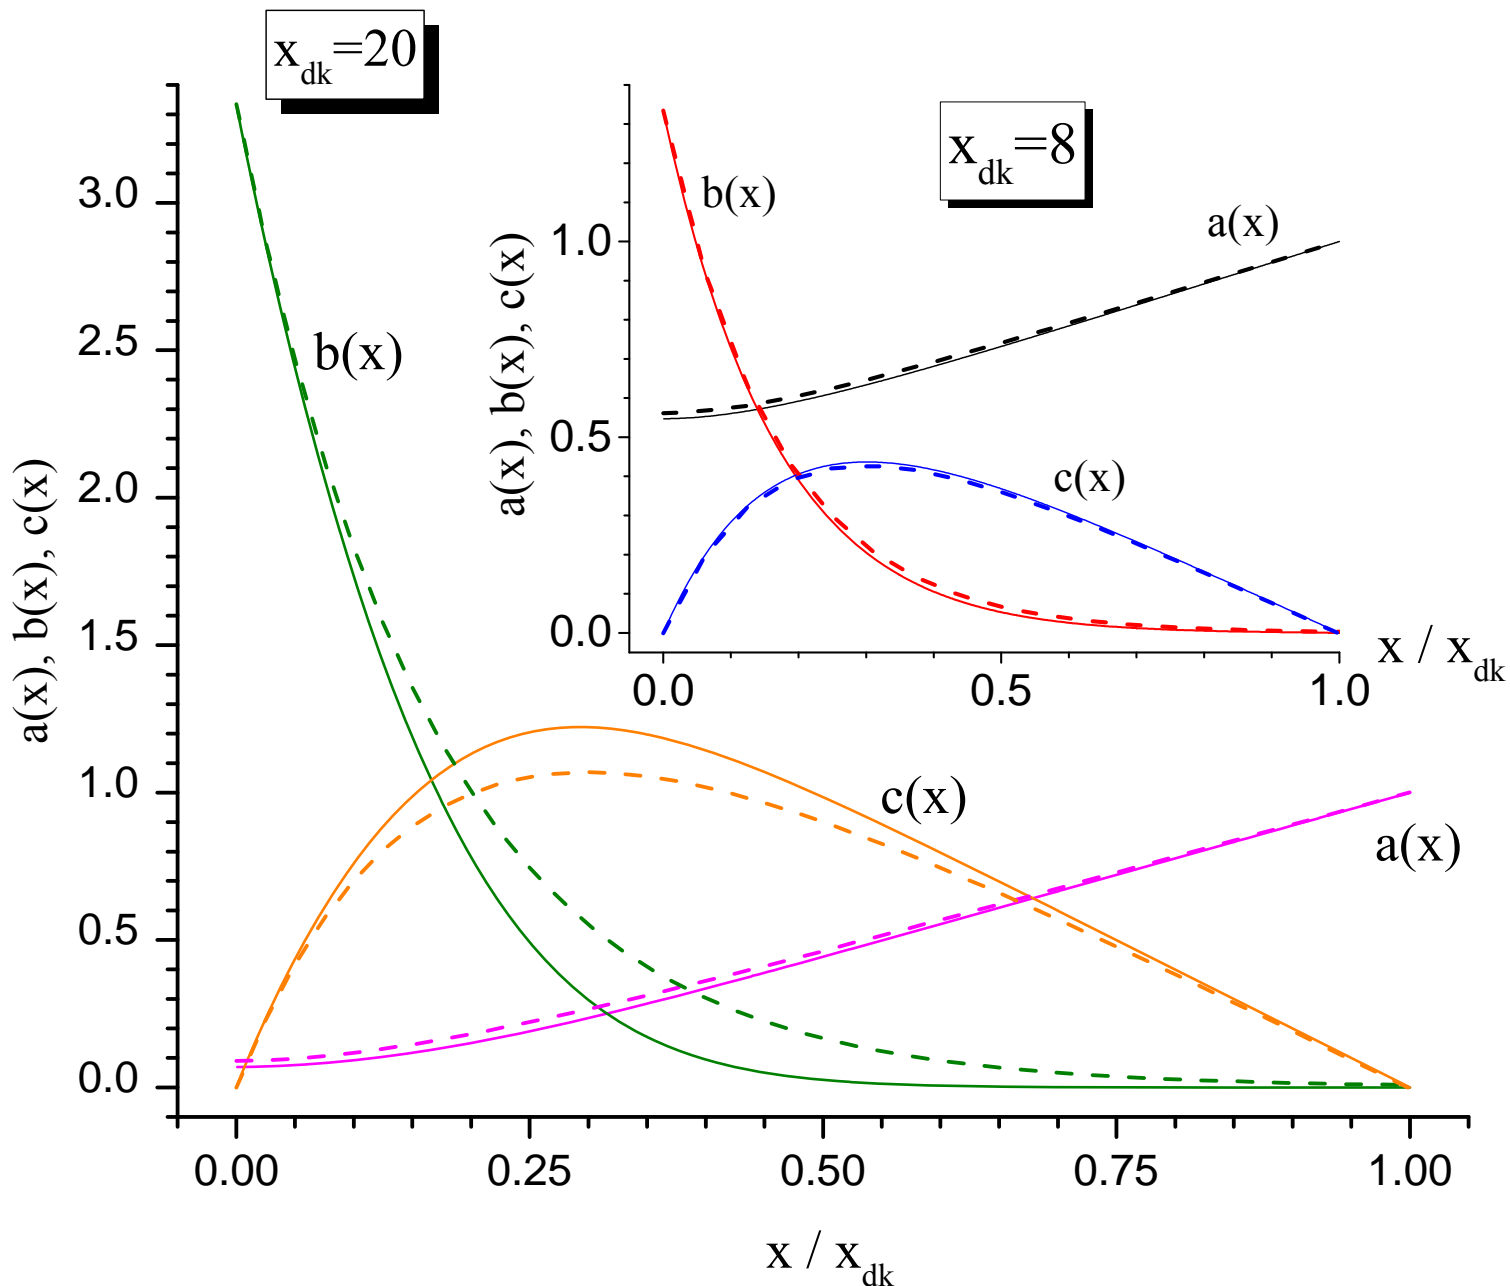 x_dk=20
x_dk=8
3.0
2.5
2.0
1.5
1.0
0.5
0.0
a(x), b(x), c(x)
b(x)
c(x)
a(x)
0.00 0.25 0.50 0.75 1.00
x / x_dk
1.0
0.5
0.0
a(x), b(x), c(x)
b(x)
a(x)
c(x)
0.0 0.5 1.0
x / x_dk